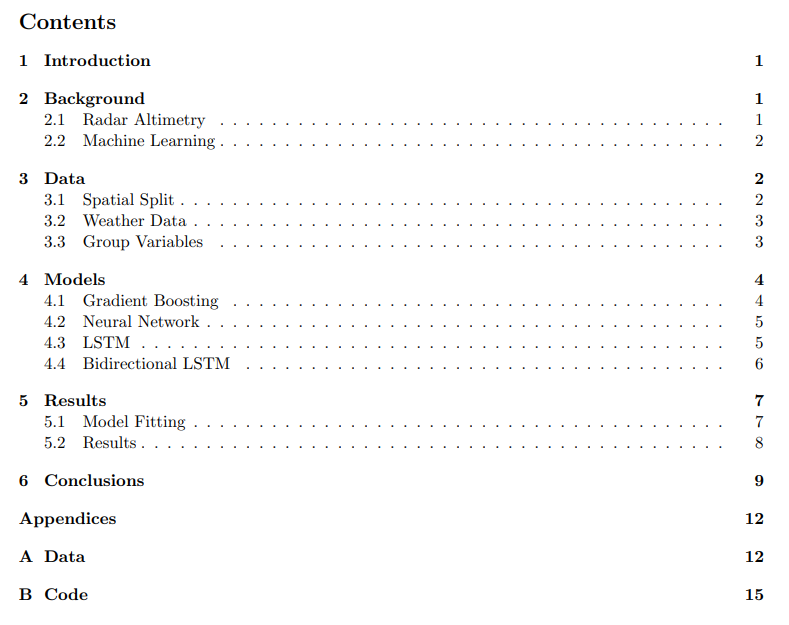 Contents
1 Introduction 1
2 Background 1
2.1 Radar Altimetry . . . . . . . . . . . . . . . . . . . . . . . . . . . . . . . . . . . . . . . 1
2.2 Machine Learning . . . . . . . . . . . . . . . . . . . . . . . . . . . . . . . . . . . . . . . 2
3 Data 2
3.1 Spatial Split . . . . . . . . . . . . . . . . . . . . . . . . . . . . . . . . . . . . . . . . . . 2
3.2 Weather Data . . . . . . . . . . . . . . . . . . . . . . . . . . . . . . . . . . . . . . . . . 3
3.3 Group Variables . . . . . . . . . . . . . . . . . . . . . . . . . . . . . . . . . . . . . . . 3
4 Models 4
4.1 Gradient Boosting . . . . . . . . . . . . . . . . . . . . . . . . . . . . . . . . . . . . . . 4
4.2 Neural Network . . . . . . . . . . . . . . . . . . . . . . . . . . . . . . . . . . . . . . . . 5
4.3 LSTM . . . . . . . . . . . . . . . . . . . . . . . . . . . . . . . . . . . . . . . . . . . . . 5
4.4 Bidirectional LSTM . . . . . . . . . . . . . . . . . . . . . . . . . . . . . . . . . . . . . 6
5 Results 7
5.1 Model Fitting . . . . . . . . . . . . . . . . . . . . . . . . . . . . . . . . . . . . . . . . . 7
5.2 Results . . . . . . . . . . . . . . . . . . . . . . . . . . . . . . . . . . . . . . . . . . . . . 8
6 Conclusions 9
Appendices 12
A Data 12
B Code 15